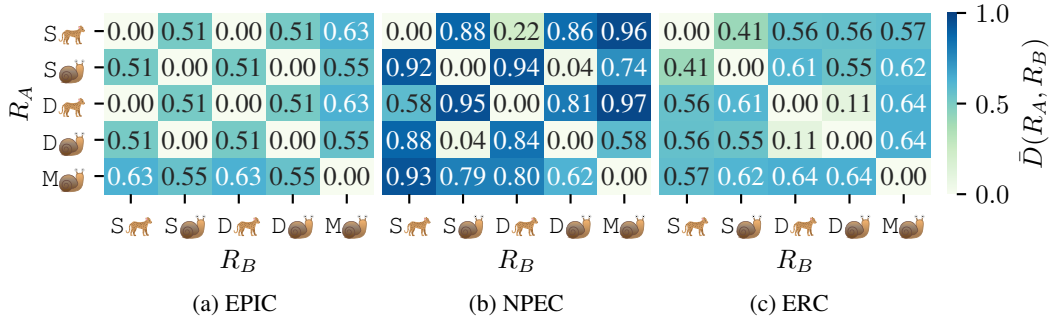 R_A
S 0.00 0.51 0.00 0.51 0.63
S 0.51 0.00 0.51 0.00 0.55
D 0.00 0.51 0.00 0.51 0.63
D 0.51 0.00 0.51 0.00 0.55
M 0.63 0.55 0.63 0.55 0.00
S S D D M
R_B
(a) EPIC
0.00 0.88 0.22 0.86 0.96
0.92 0.00 0.94 0.04 0.74
0.58 0.95 0.00 0.81 0.97
0.88 0.04 0.84 0.00 0.58
0.93 0.79 0.80 0.62 0.00
S S D D M
R_B
(b) NPEC
0.00 0.41 0.56 0.56 0.57
0.41 0.00 0.61 0.55 0.62
0.56 0.61 0.00 0.11 0.64
0.56 0.55 0.11 0.00 0.64
0.57 0.62 0.64 0.64 0.00
S S D D M
R_B
(c) ERC
1.0
0.5
0.0
D̄(R_A, R_B)